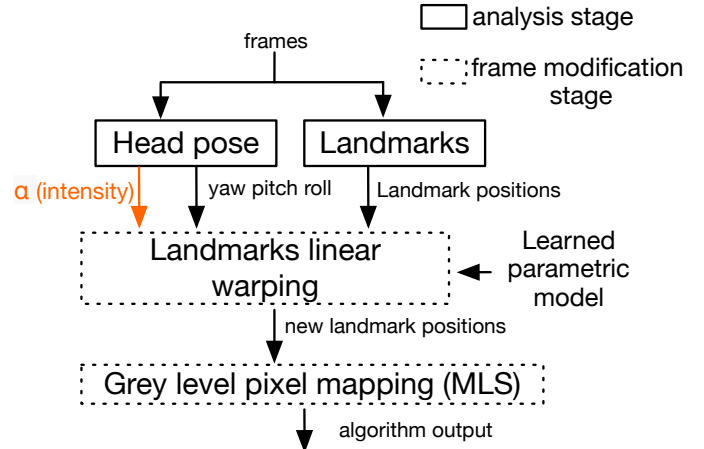 analysis stage
frames
frame modification
stage
Head pose
Landmarks
α (intensity)
yaw pitch roll
Landmark positions
Landmarks linear
warping
Learned
parametric
model
new landmark positions
Grey level pixel mapping (MLS)
algorithm output